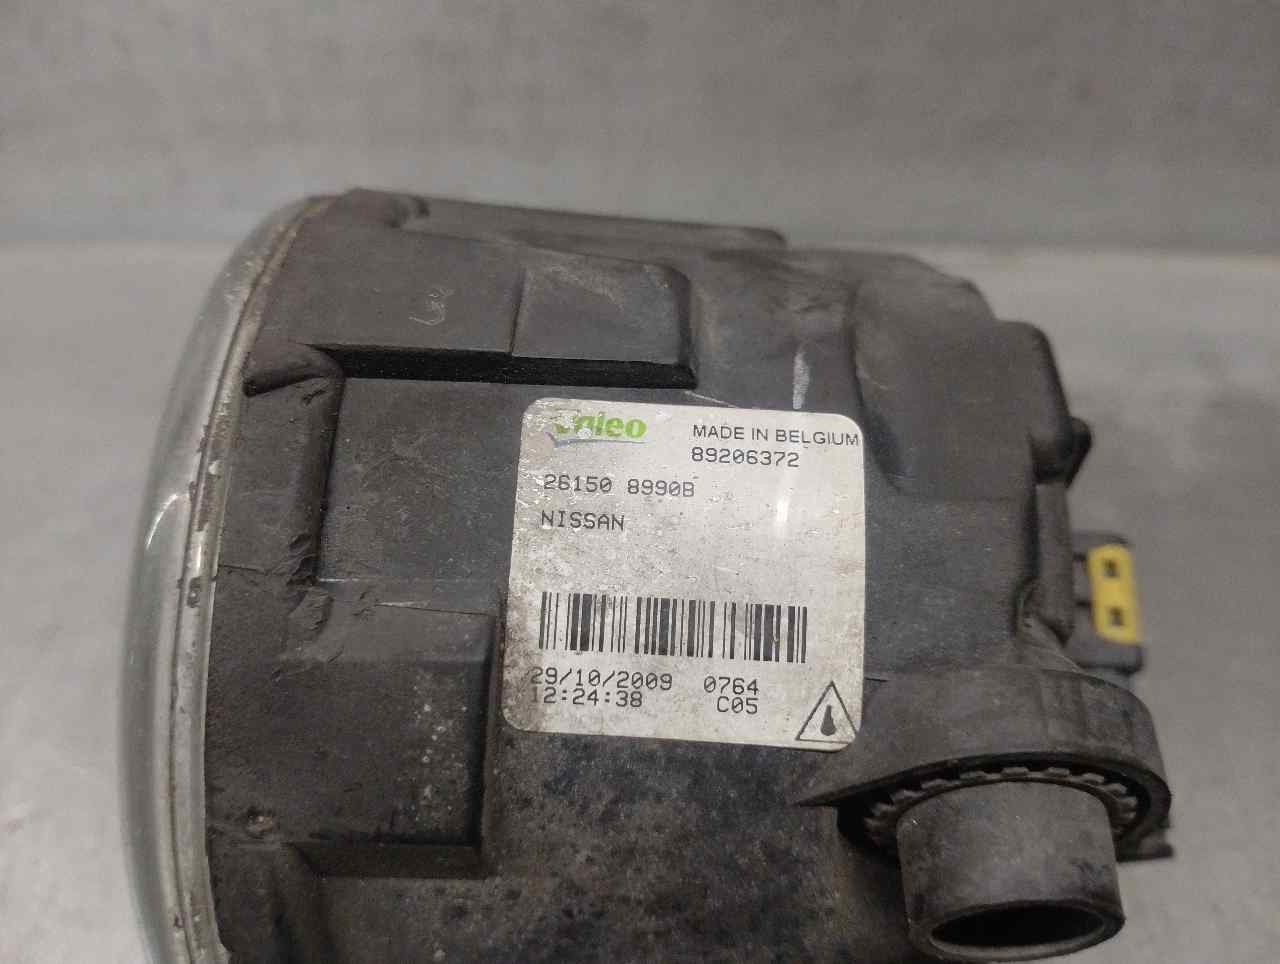 Valeo
MADE IN BELGIUM
89206372
26150 8990B
NISSAN
29/10/2009 0764
12:24:38 C05